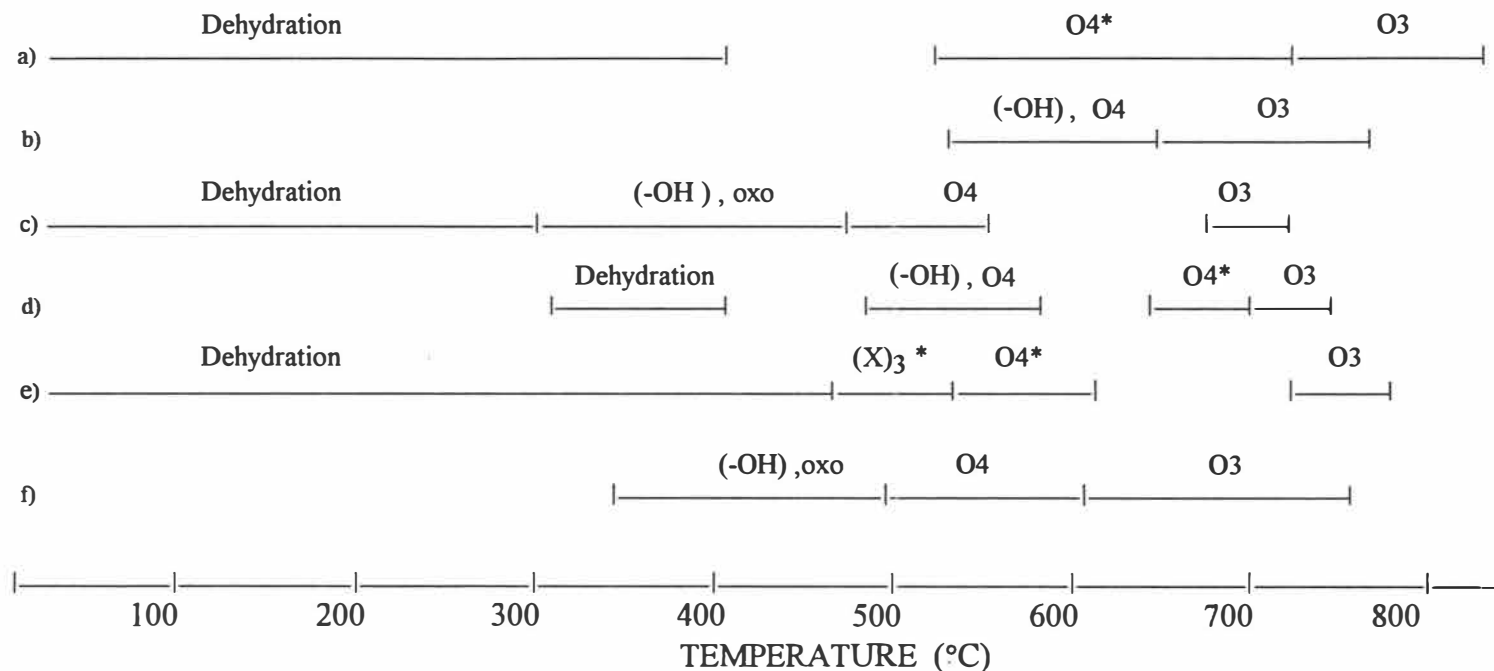 Dehydration O4* O3
a)
(-OH) , O4 O3
b)
Dehydration (-OH ) , oxo O4 O3
c)
Dehydration (-OH) , O4 O4* O3
d)
Dehydration (X)3 * O4* O3
e)
(-OH) ,oxo O4 O3
f)
100 200 300 400 500 600 700 800
TEMPERATURE (°C)